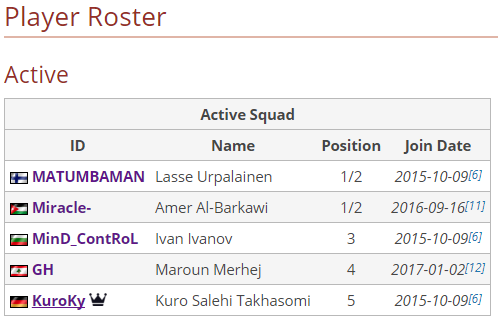 Player Roster
Active
Active Squad
ID Name Position Join Date
MATUMBAMAN Lasse Urpalainen 1/2 2015-10-09[6]
Miracle- Amer Al-Barkawi 1/2 2016-09-16[11]
MinD_ContRoL Ivan Ivanov 3 2015-10-09[6]
GH Maroun Merhej 4 2017-01-02[12]
KuroKy Kuro Salehi Takhasomi 5 2015-10-09[6]